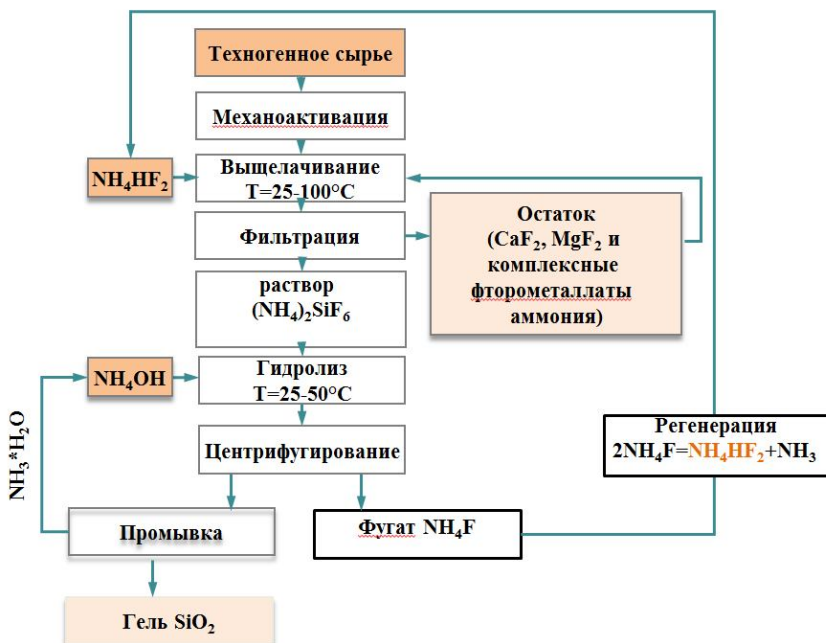 Техногенное сырье
Механоактивация
NH₄HF₂
Выщелачивание
T=25-100°C
Фильтрация
Остаток
(CaF₂, MgF₂ и
комплексные
фторометаллаты
аммония)
раствор
(NH₄)₂SiF₆
NH₄OH
Гидролиз
T=25-50°C
NH₃*H₂O
Центрифугирование
Регенерация
2NH₄F=NH₄HF₂+NH₃
Промывка
Фугат NH₄F
Гель SiO₂